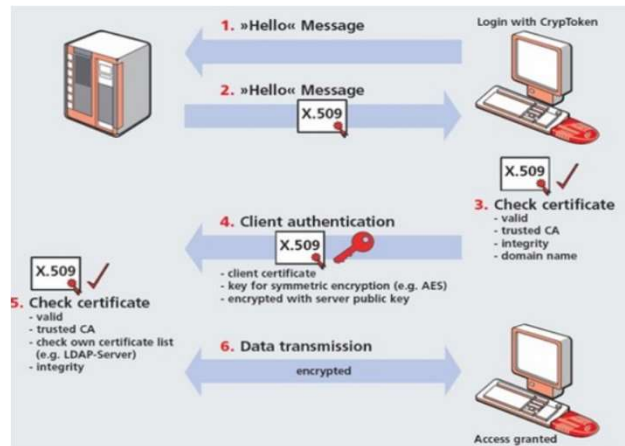 1. »Hello« Message
Login with CrypToken
2. »Hello« Message
X.509
X.509
3. Check certificate
- valid
- trusted CA
- integrity
- domain name
4. Client authentication
X.509
- client certificate
- key for symmetric encryption (e.g. AES)
- encrypted with server public key
X.509
5. Check certificate
- valid
- trusted CA
- check own certificate list
(e.g. LDAP-Server)
- integrity
6. Data transmission
encrypted
Access granted